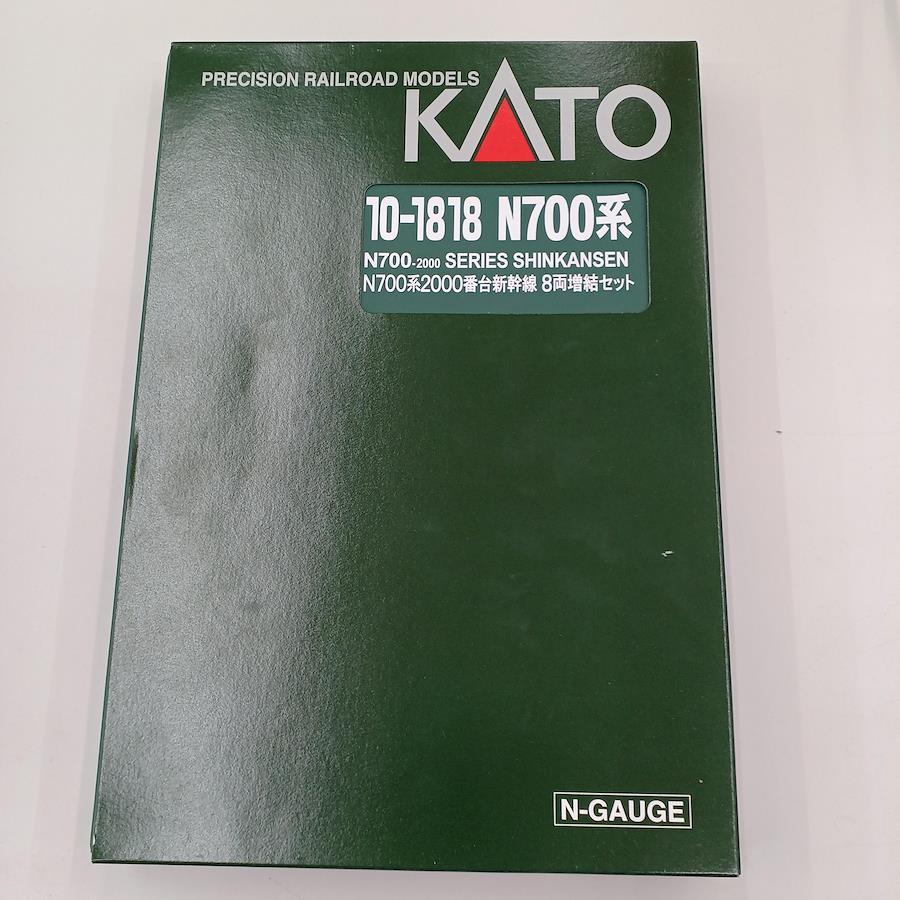 PRECISION RAILROAD MODELS
KATO
10-1818 N700系
N700-2000 SERIES SHINKANSEN
N700系2000番台新幹線 8両増結セット
N-GAUGE